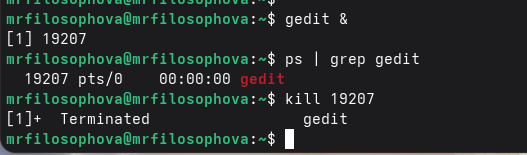 mrfilosophova@mrfilosophova:~$ gedit &
[1] 19207
mrfilosophova@mrfilosophova:~$ ps | grep gedit
19207 pts/0    00:00:00 gedit
mrfilosophova@mrfilosophova:~$ kill 19207
[1]+  Terminated                 gedit
mrfilosophova@mrfilosophova:~$